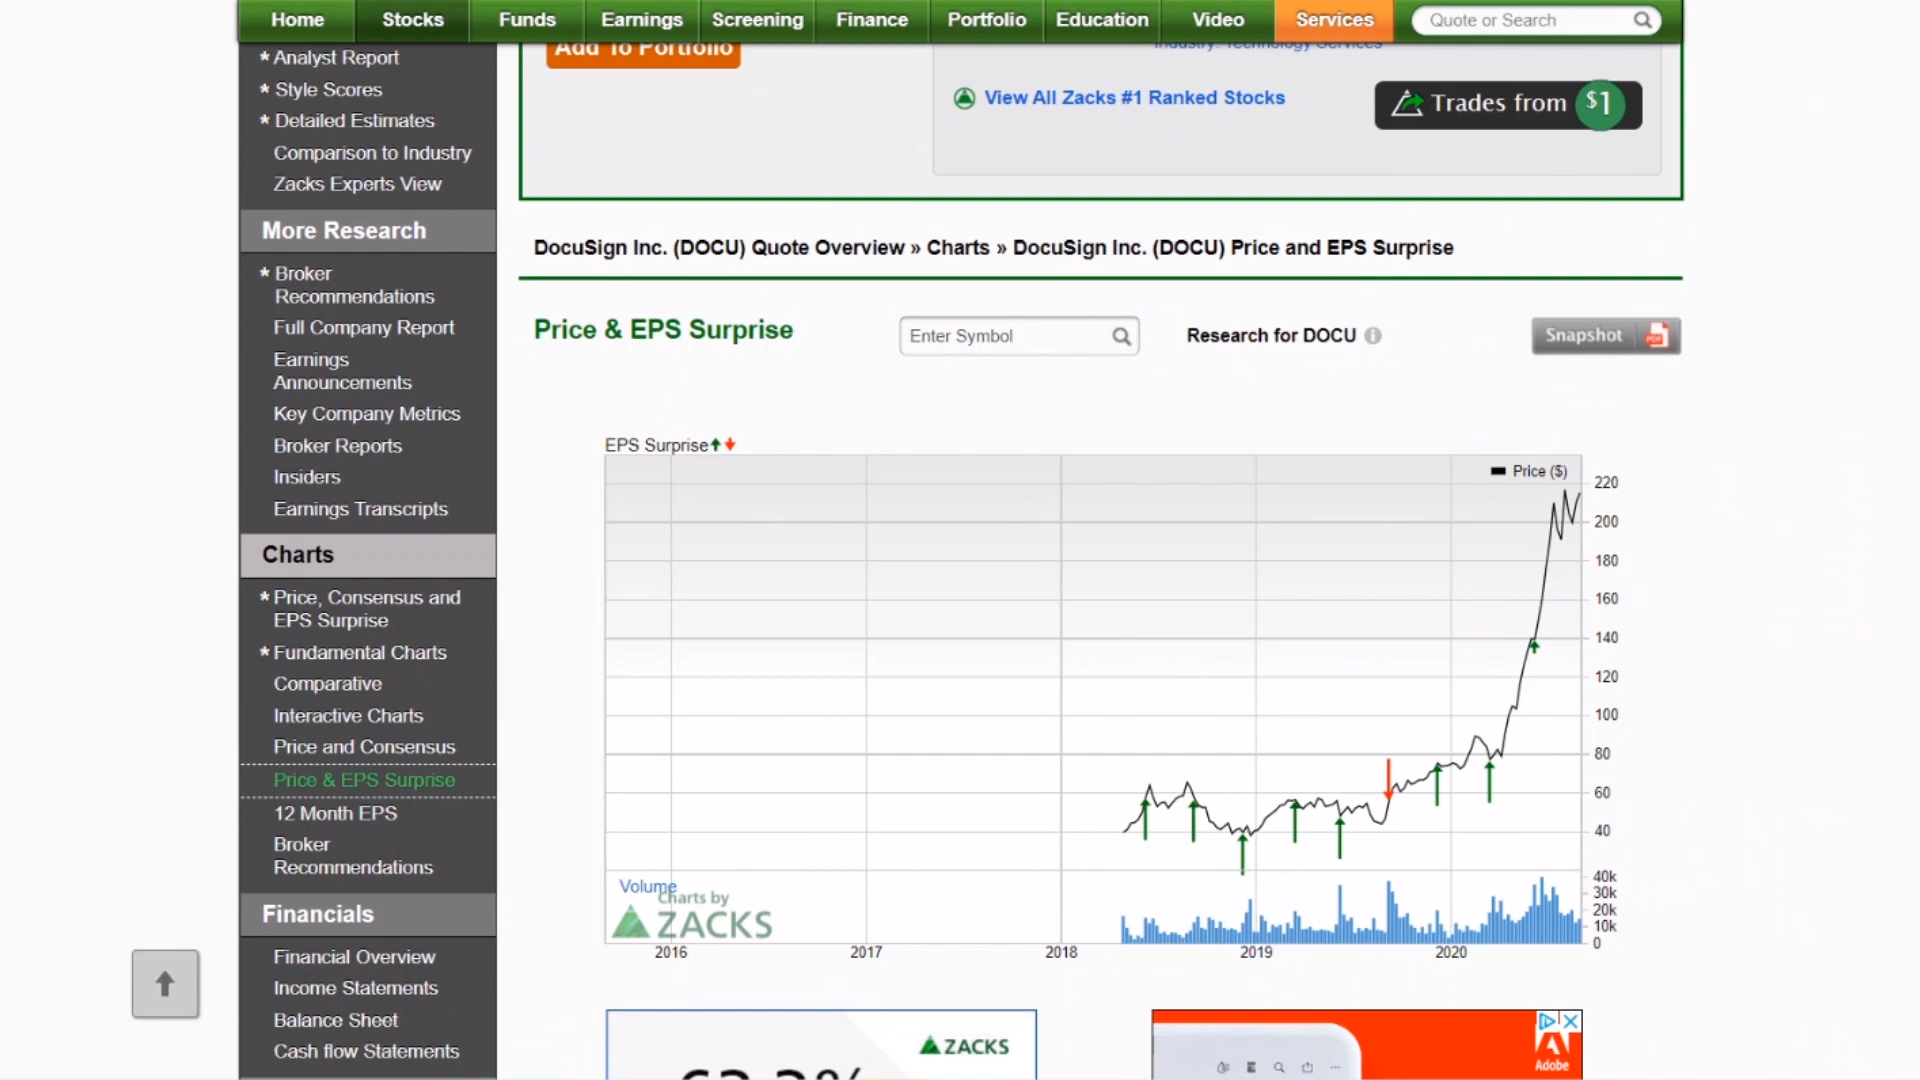 Home Stocks Funds Earnings Screening Finance Portfolio Education Video Services Quote or Search
* Analyst Report
* Style Scores
* Detailed Estimates
Comparison to Industry
Zacks Experts View
More Research
* Broker
Recommendations
Full Company Report
Earnings
Announcements
Key Company Metrics
Broker Reports
Insiders
Earnings Transcripts
Charts
* Price, Consensus and
EPS Surprise
* Fundamental Charts
Comparative
Interactive Charts
Price and Consensus
Price & EPS Surprise
12 Month EPS
Broker
Recommendations
Financials
Financial Overview
Income Statements
Balance Sheet
Cash flow Statements
Add To Portfolio
Industry: Technology Services
View All Zacks #1 Ranked Stocks
Trades from $1
DocuSign Inc. (DOCU) Quote Overview » Charts » DocuSign Inc. (DOCU) Price and EPS Surprise
Price & EPS Surprise
Enter Symbol
Research for DOCU
Snapshot
PDF
EPS Surprise
Price ($)
220
200
180
160
140
120
100
80
60
40
40k
30k
20k
10k
0
Volume
Charts by
ZACKS
2016 2017 2018 2019 2020
ZACKS
Adobe